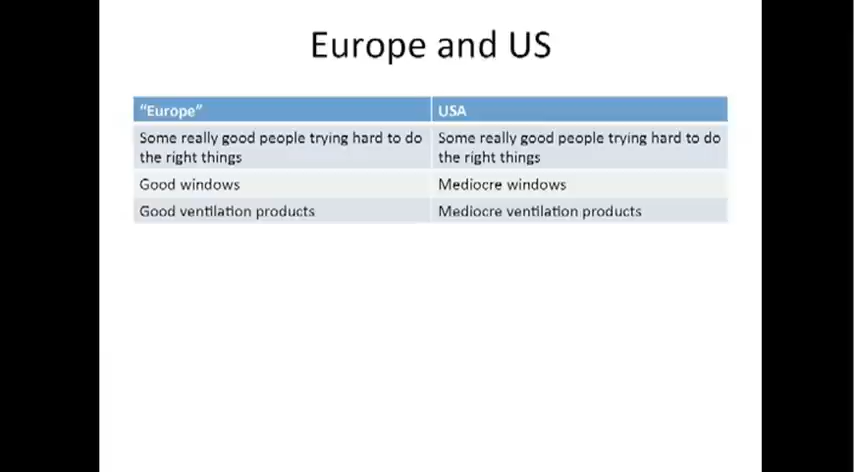 Europe and US
“Europe”
USA
Some really good people trying hard to do
the right things
Some really good people trying hard to do
the right things
Good windows
Mediocre windows
Good ventilation products
Mediocre ventilation products